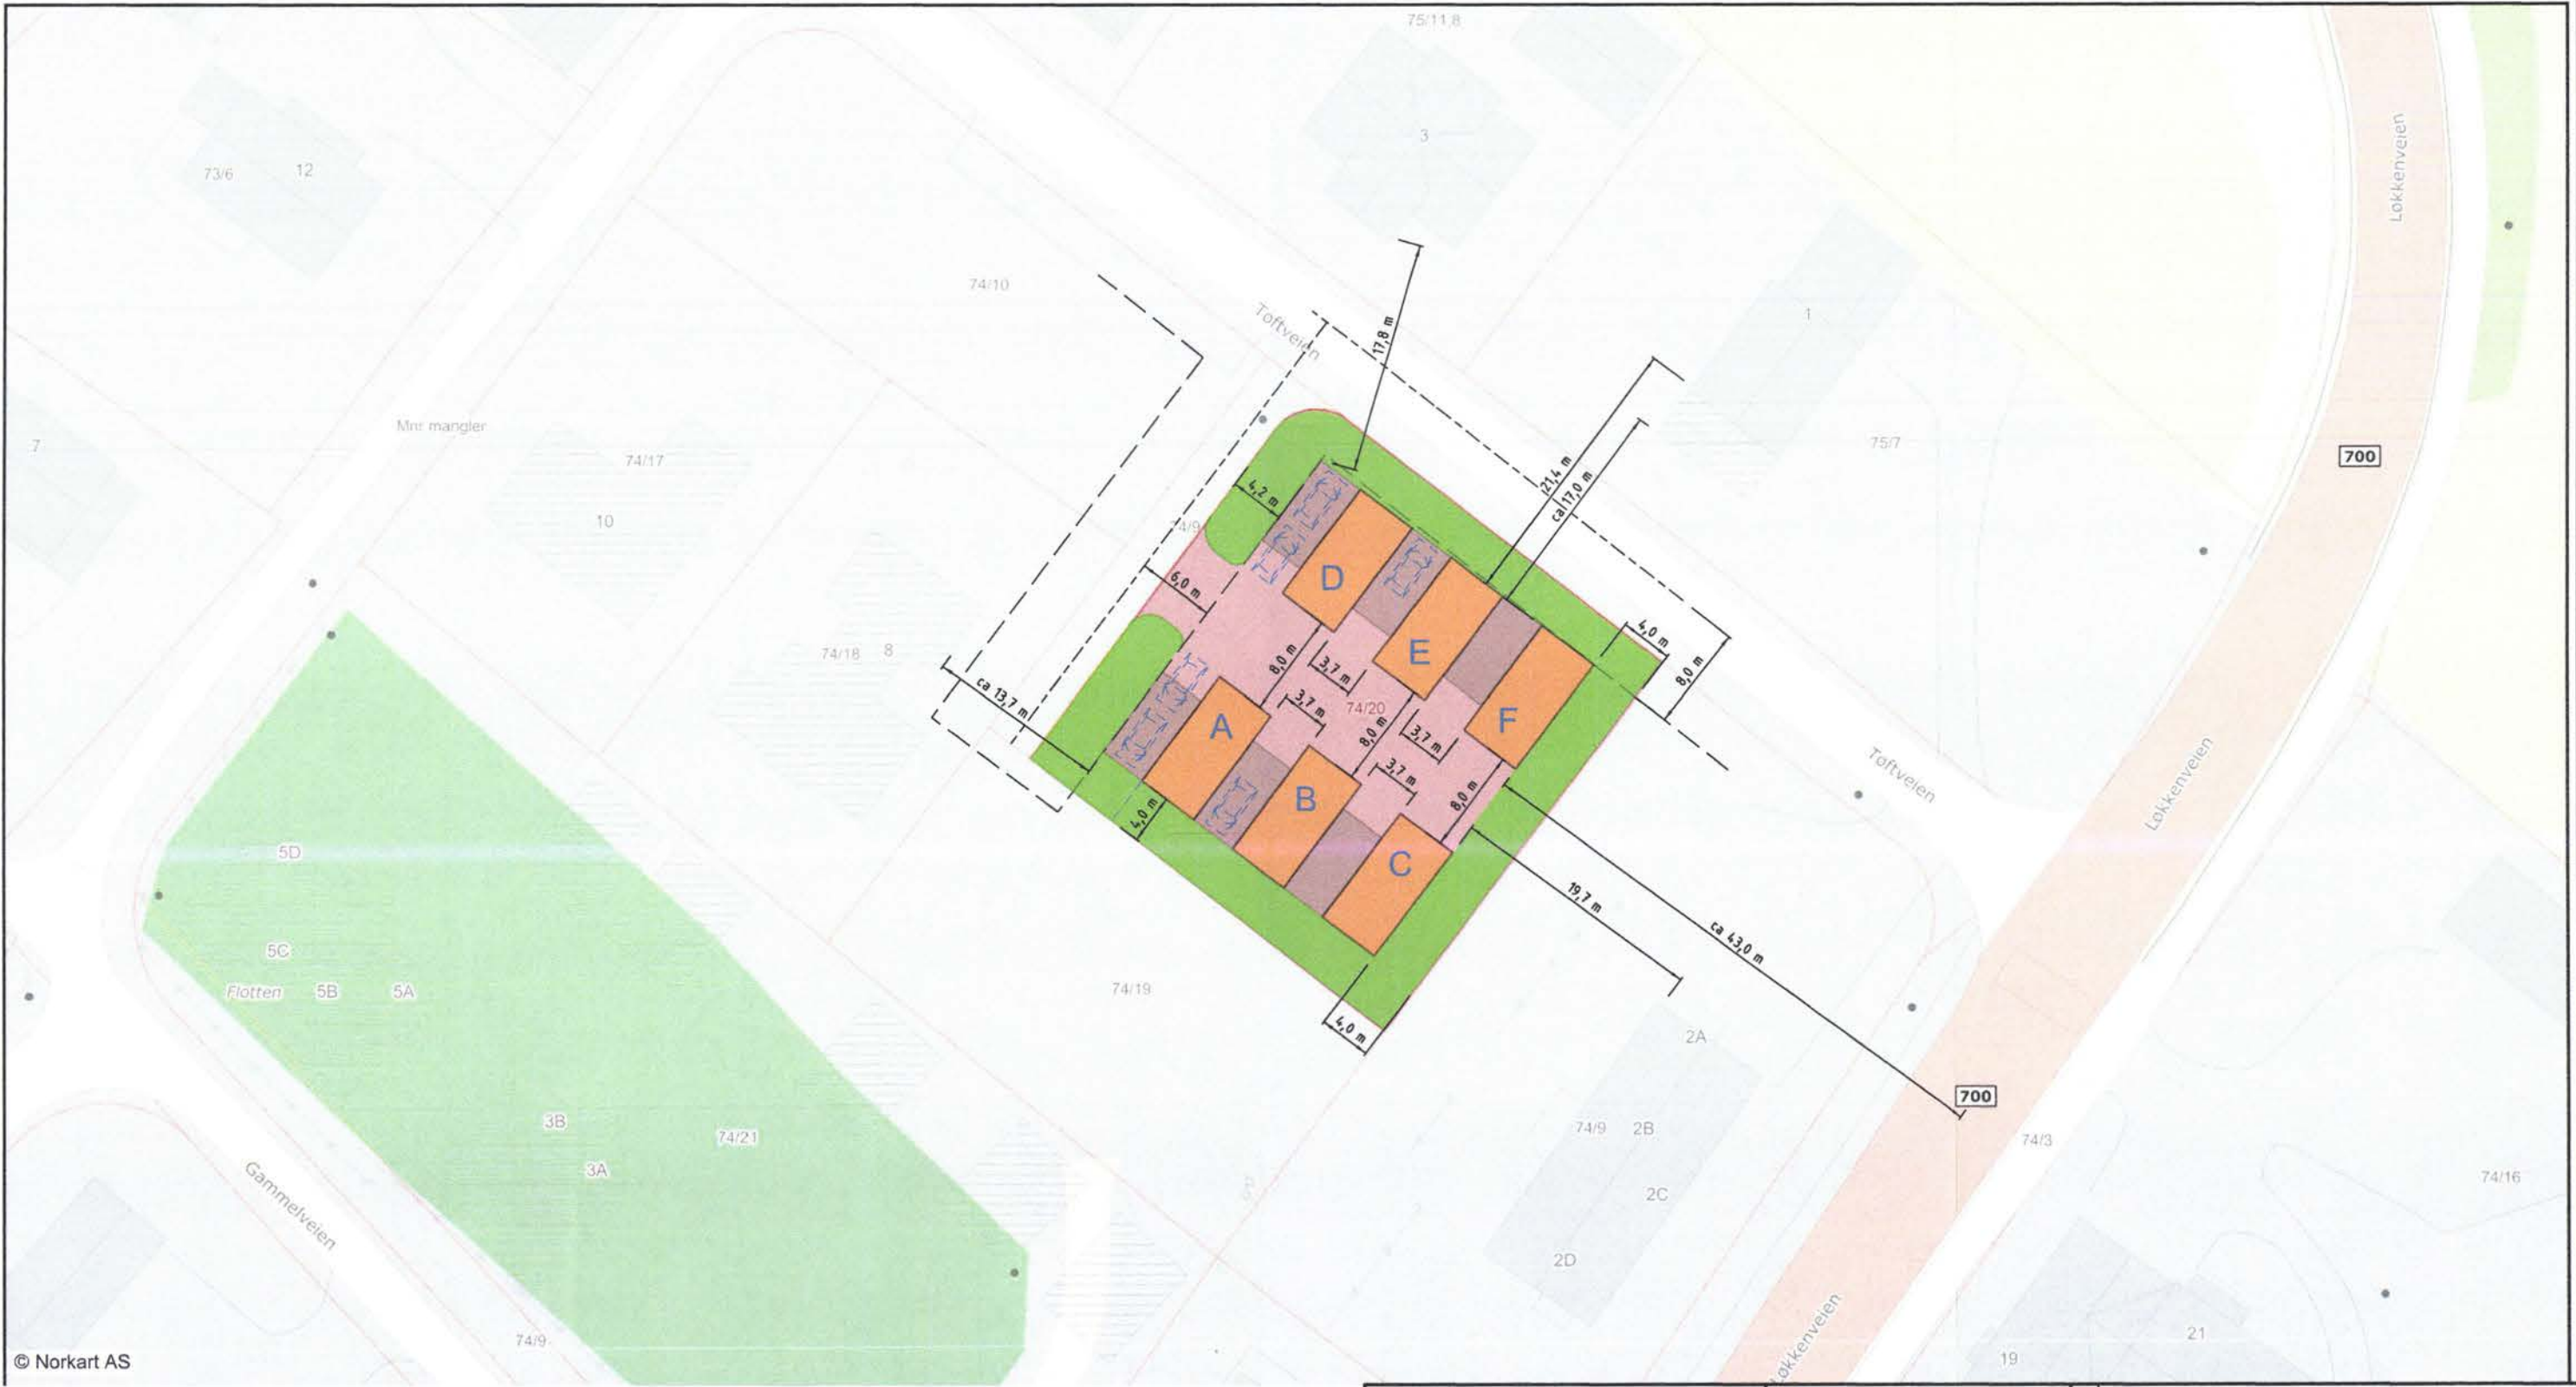 75/11,8
3
73/6
12
Løkkenveien
74/10
Toftveien
17,8 m
1
Mnr mangler
7
74/17
75/7
700
21,4 m
ca 17,0 m
4,2 m
10
74/9
D
6,0 m
4,0 m
74/18
8
8,0 m
3,7 m
E
8,0 m
ca 13,7 m
3,7 m
74/20
A
8,0 m
3,7 m
F
3,7 m
B
8,0 m
4,0 m
Toftveien
Løkkenveien
5D
C
19,7 m
ca 43,0 m
5C
Flotten
5B
5A
74/19
4,0 m
2A
700
3B
74/21
74/9
2B
74/3
3A
Gammelveien
2C
74/16
2D
74/9
Løkkenveien
21
19
© Norkart AS